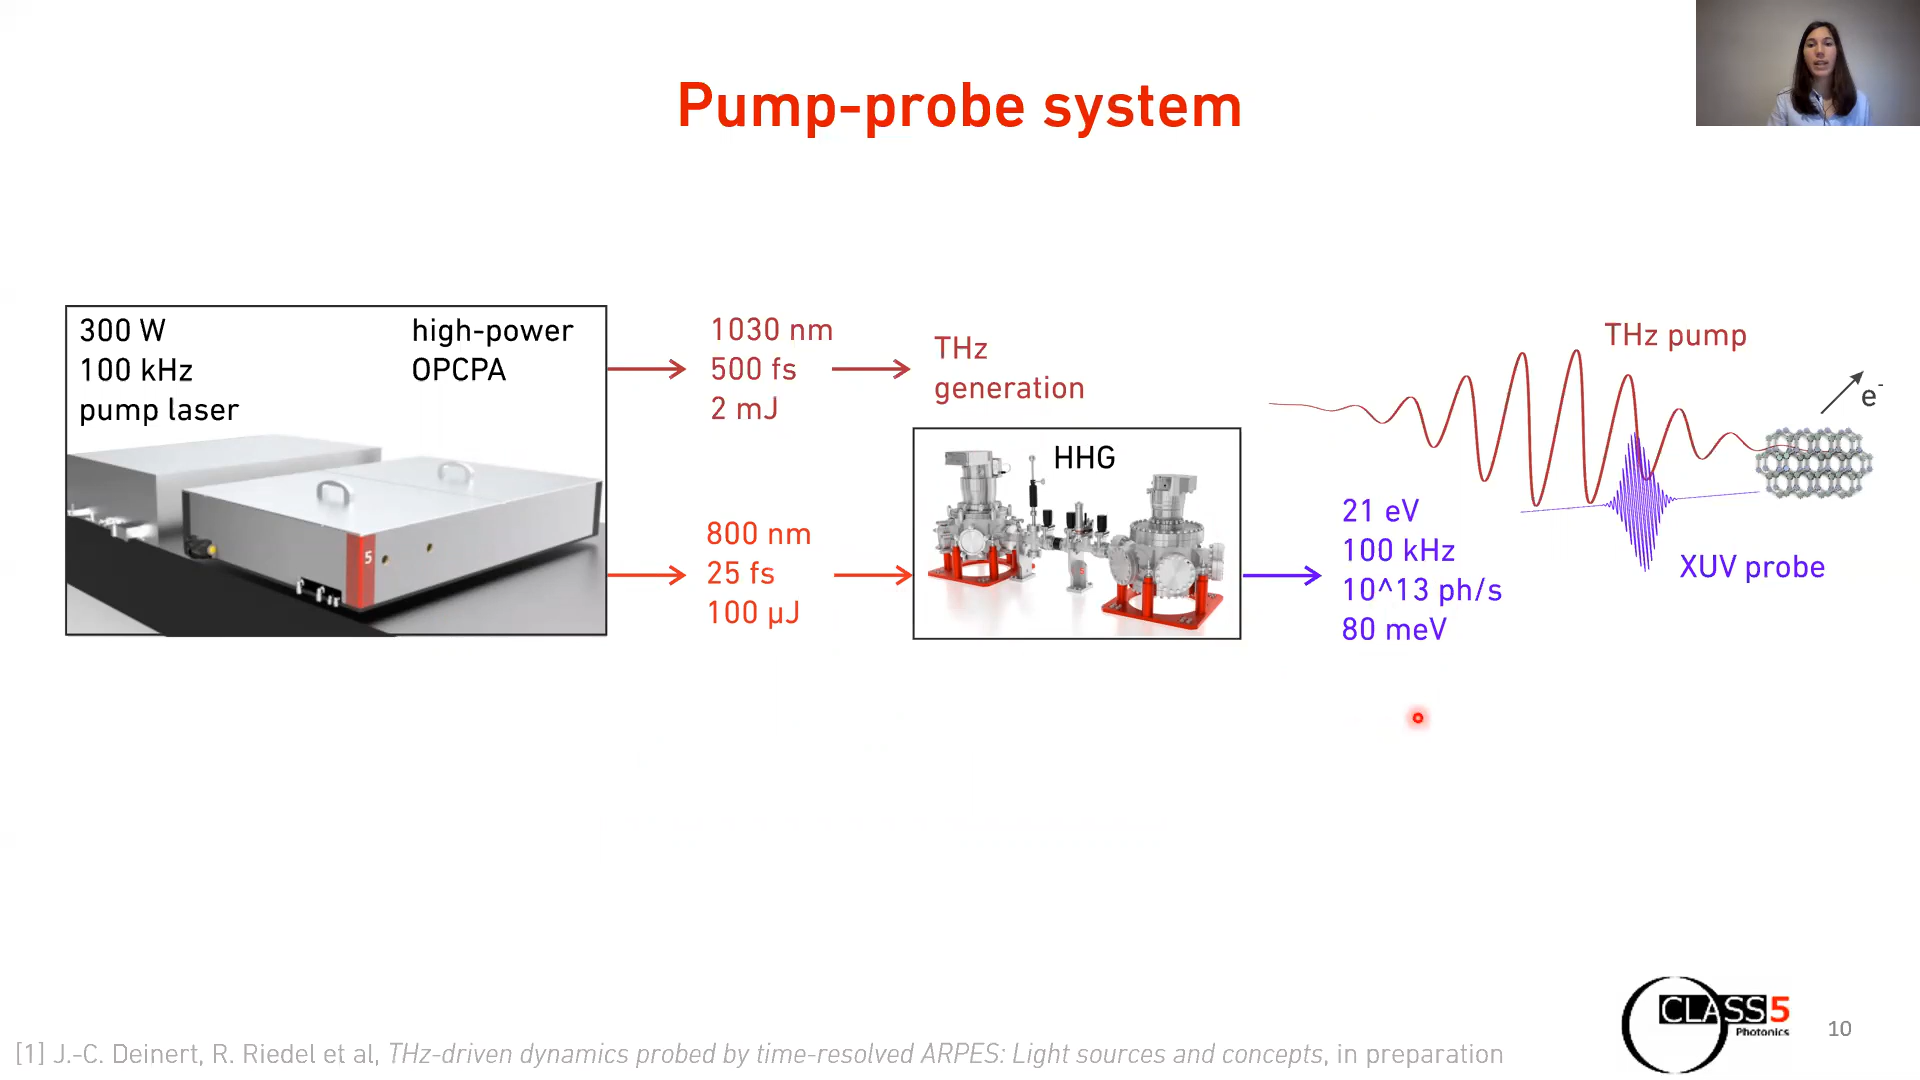 Pump-probe system
300 W
100 kHz
pump laser
high-power
OPCPA
5
1030 nm
500 fs
2 mJ
THz
generation
800 nm
25 fs
100 µJ
HHG
21 eV
100 kHz
10^13 ph/s
80 meV
THz pump
e-
XUV probe
CLASS5
Photonics
10
[1] J.-C. Deinert, R. Riedel et al, THz-driven dynamics probed by time-resolved ARPES: Light sources and concepts, in preparation